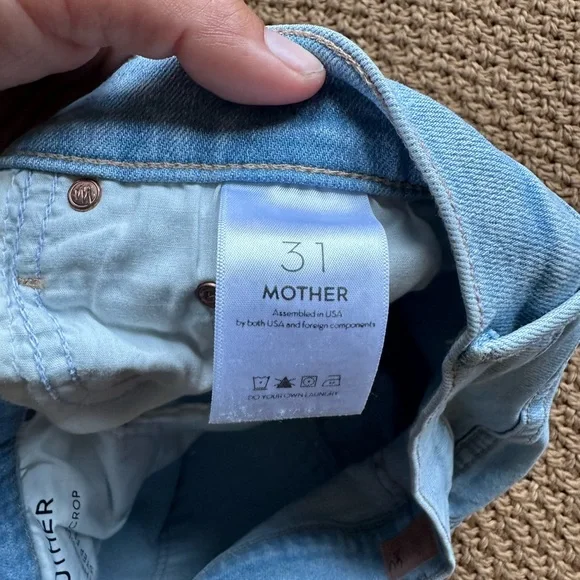 31
MOTHER
Assembled in USA
by both USA and foreign components
DO YOUR OWN LAUNDRY
CROP